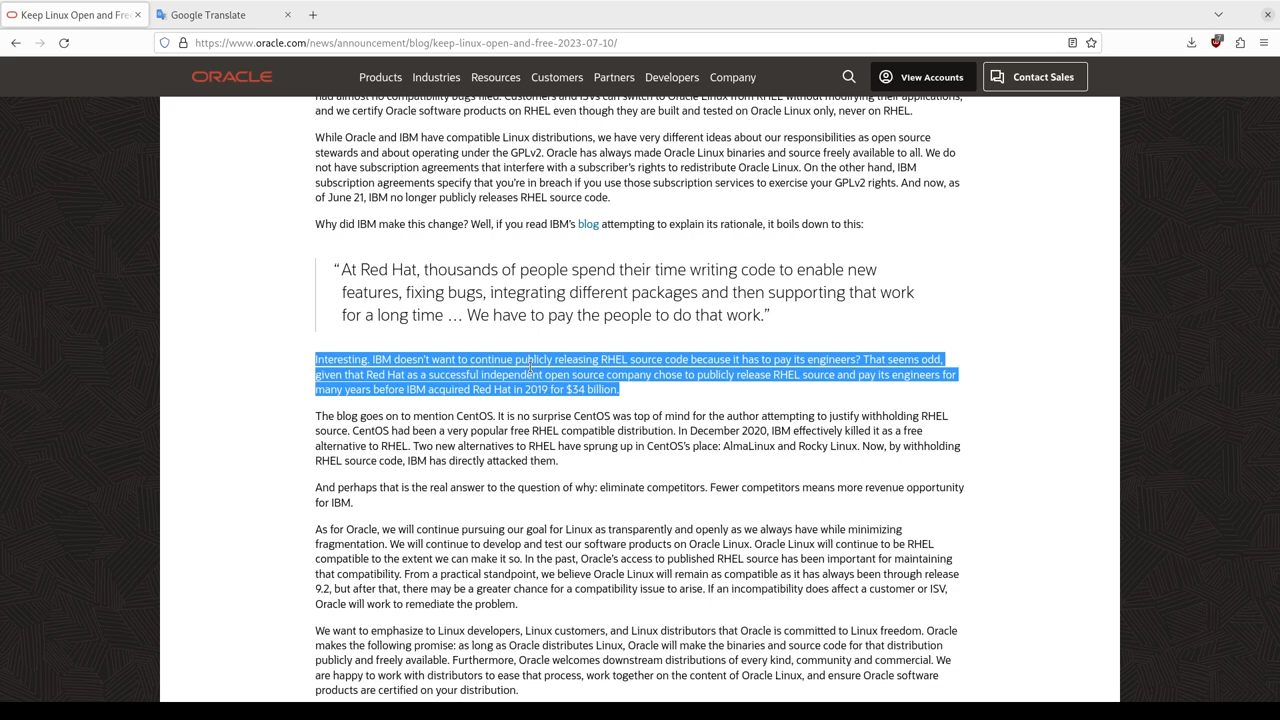 Keep Linux Open and Fre
Google Translate
https://www.oracle.com/news/announcement/blog/keep-linux-open-and-free-2023-07-10/
7
ORACLE
Products
Industries
Resources
Customers
Partners
Developers
Company
View Accounts
Contact Sales
had almost no compatibility bugs filed. Customers and ISVs can switch to Oracle Linux from RHEL without modifying their applications,
and we certify Oracle software products on RHEL even though they are built and tested on Oracle Linux only, never on RHEL.
While Oracle and IBM have compatible Linux distributions, we have very different ideas about our responsibilities as open source
stewards and about operating under the GPLv2. Oracle has always made Oracle Linux binaries and source freely available to all. We do
not have subscription agreements that interfere with a subscriber's rights to redistribute Oracle Linux. On the other hand, IBM
subscription agreements specify that you're in breach if you use those subscription services to exercise your GPLv2 rights. And now, as
of June 21, IBM no longer publicly releases RHEL source code.
Why did IBM make this change? Well, if you read IBM's blog attempting to explain its rationale, it boils down to this:
“At Red Hat, thousands of people spend their time writing code to enable new
features, fixing bugs, integrating different packages and then supporting that work
for a long time … We have to pay the people to do that work.”
Interesting. IBM doesn't want to continue publicly releasing RHEL source code because it has to pay its engineers? That seems odd,
given that Red Hat as a successful independent open source company chose to publicly release RHEL source and pay its engineers for
many years before IBM acquired Red Hat in 2019 for $34 billion.
The blog goes on to mention CentOS. It is no surprise CentOS was top of mind for the author attempting to justify withholding RHEL
source. CentOS had been a very popular free RHEL compatible distribution. In December 2020, IBM effectively killed it as a free
alternative to RHEL. Two new alternatives to RHEL have sprung up in CentOS's place: AlmaLinux and Rocky Linux. Now, by withholding
RHEL source code, IBM has directly attacked them.
And perhaps that is the real answer to the question of why: eliminate competitors. Fewer competitors means more revenue opportunity
for IBM.
As for Oracle, we will continue pursuing our goal for Linux as transparently and openly as we always have while minimizing
fragmentation. We will continue to develop and test our software products on Oracle Linux. Oracle Linux will continue to be RHEL
compatible to the extent we can make it so. In the past, Oracle's access to published RHEL source has been important for maintaining
that compatibility. From a practical standpoint, we believe Oracle Linux will remain as compatible as it has always been through release
9.2, but after that, there may be a greater chance for a compatibility issue to arise. If an incompatibility does affect a customer or ISV,
Oracle will work to remediate the problem.
We want to emphasize to Linux developers, Linux customers, and Linux distributors that Oracle is committed to Linux freedom. Oracle
makes the following promise: as long as Oracle distributes Linux, Oracle will make the binaries and source code for that distribution
publicly and freely available. Furthermore, Oracle welcomes downstream distributions of every kind, community and commercial. We
are happy to work with distributors to ease that process, work together on the content of Oracle Linux, and ensure Oracle software
products are certified on your distribution.